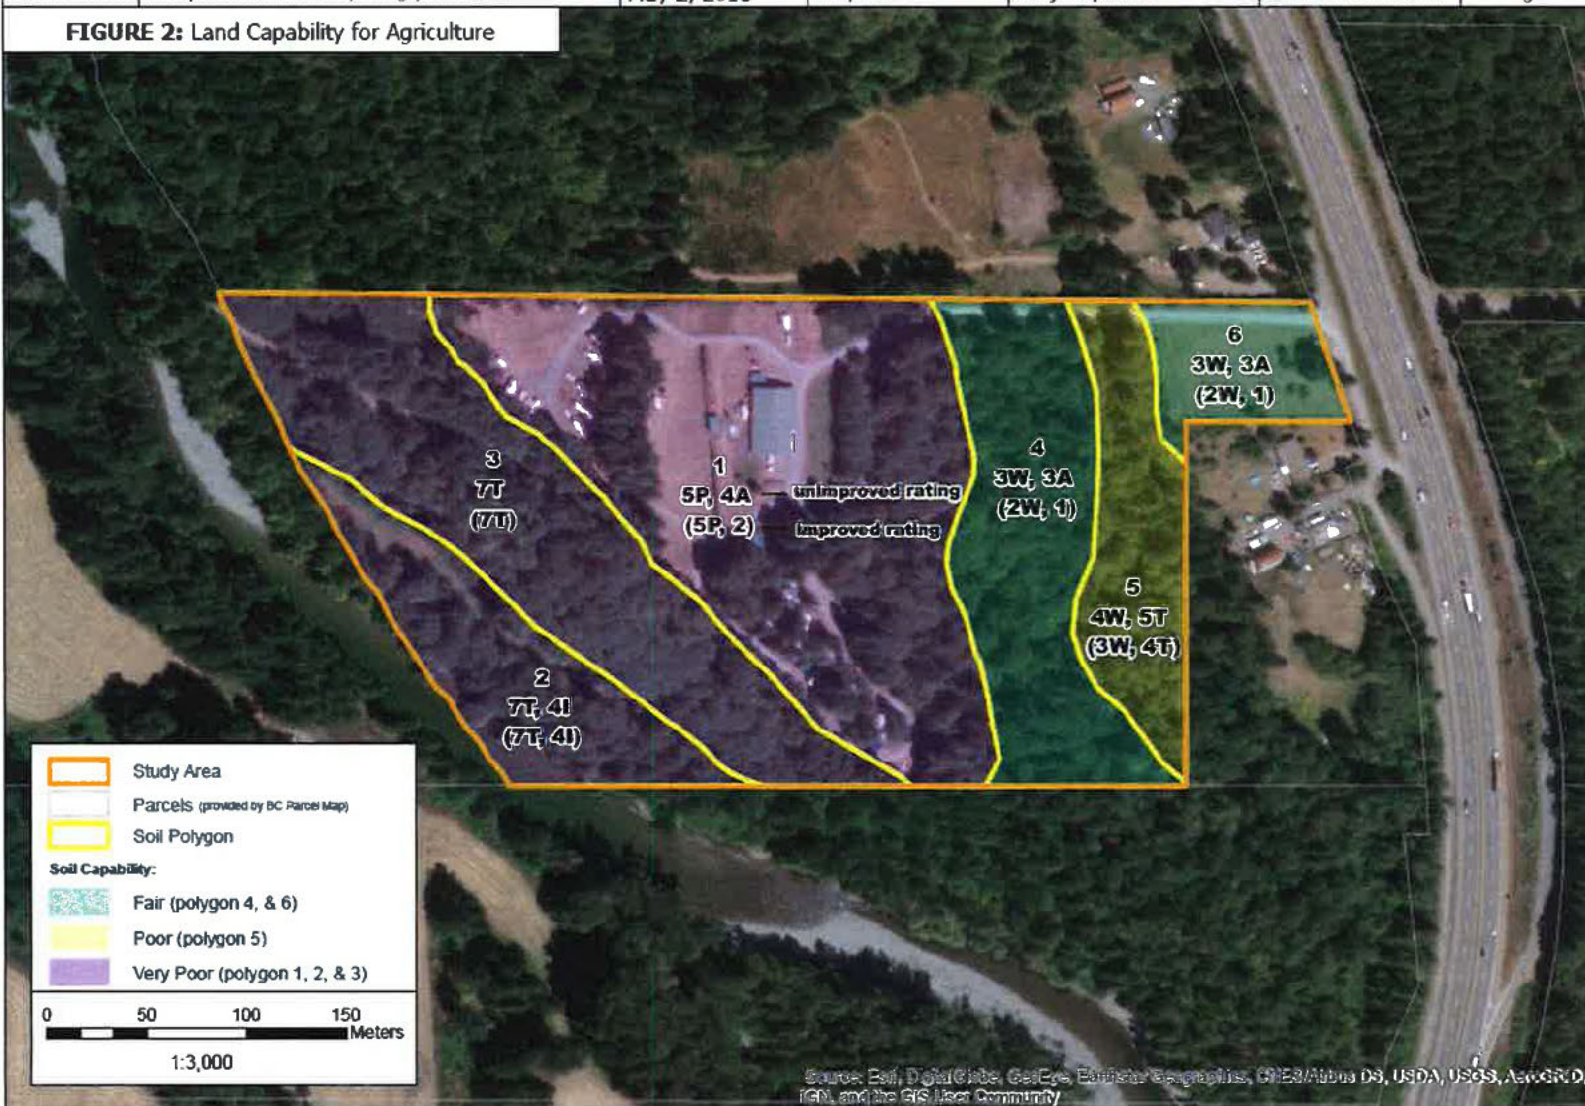 FIGURE 2: Land Capability for Agriculture
6
3W, 3A
(2W, 1)
4
3W, 3A
(2W, 1)
3
7T
(7T)
1
5P, 4A unimproved rating
(5P, 2) improved rating
5
4W, 5T
(3W, 4T)
2
7T, 4I
(7T, 4I)
Study Area
Parcels (provided by BC Parcel Map)
Soil Polygon
Soil Capability:
Fair (polygon 4, & 6)
Poor (polygon 5)
Very Poor (polygon 1, 2, & 3)
0 50 100 150
Meters
1:3,000
Source: Esri, DigitalGlobe, GeoEye, Earthstar Geographics, CNES/Airbus DS, USDA, USGS, AeroGRID,
IGN, and the GIS User Community